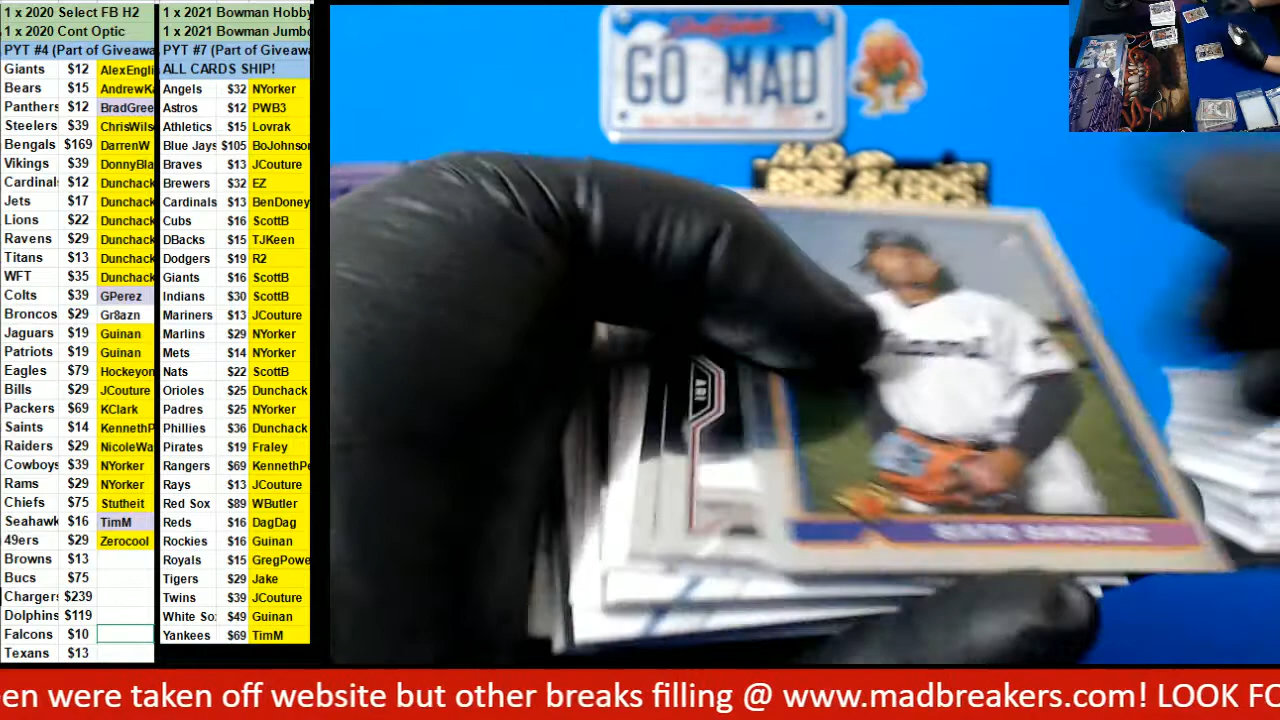 1 x 2020 Select FB H2
1 x 2020 Cont Optic
PYT #4 (Part of Giveawa
Giants $12 AlexEngli
Bears $15 AndrewKa
Panthers $12 BradGree
Steelers $39 ChrisWils
Bengals $169 DarrenW
Vikings $39 DonnyBla
Cardinal $12 Dunchack
Jets $17 Dunchack
Lions $22 Dunchack
Ravens $29 Dunchack
Titans $13 Dunchack
WFT $35 Dunchack
Colts $39 GPerez
Broncos $29 Gr8azn
Jaguars $19 Guinan
Patriots $19 Guinan
Eagles $79 Hockeyon
Bills $29 JCouture
Packers $69 KClark
Saints $14 KennethP
Raiders $29 NicoleWa
Cowboys $39 NYorker
Rams $29 NYorker
Chiefs $75 Stutheit
Seahawk $16 TimM
49ers $29 Zerocool
Browns $13
Bucs $75
Chargers $239
Dolphins $119
Falcons $10
Texans $13
1 x 2021 Bowman Hobby
1 x 2021 Bowman Jumbo
PYT #7 (Part of Giveawa
ALL CARDS SHIP!
Angels $32 NYorker
Astros $12 PWB3
Athletics $15 Lovrak
Blue Jays $105 BoJohnson
Braves $13 JCouture
Brewers $32 EZ
Cardinals $13 BenDoney
Cubs $16 ScottB
DBacks $15 TJKeen
Dodgers $19 R2
Giants $16 ScottB
Indians $30 ScottB
Mariners $13 JCouture
Marlins $29 NYorker
Mets $14 NYorker
Nats $22 ScottB
Orioles $25 Dunchack
Padres $25 NYorker
Phillies $36 Dunchack
Pirates $19 Fraley
Rangers $69 KennethPe
Rays $13 JCouture
Red Sox $89 WButler
Reds $16 DagDag
Rockies $16 Guinan
Royals $15 GregPowe
Tigers $29 Jake
Twins $39 JCouture
White So $49 Guinan
Yankees $69 TimM
GO MAD
MAD
BREAKERS
SIXTO SANCHEZ
een were taken off website but other breaks filling @ www.madbreakers.com! LOOK FO